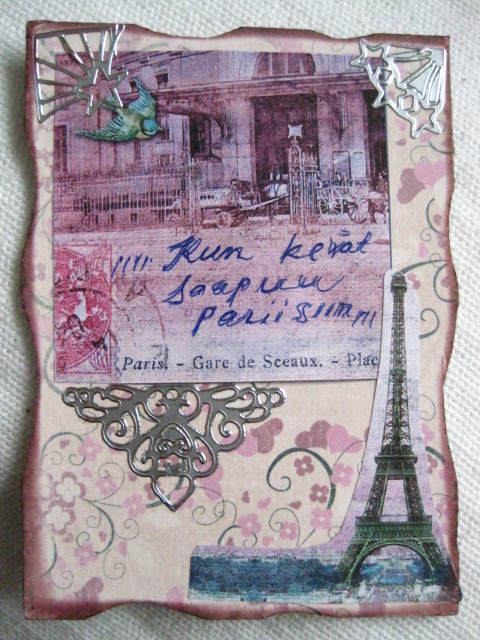 ,,,, Kun kevät
saapuu
Pariisiin,,,
Paris. - Gare de Sceaux. - Plac